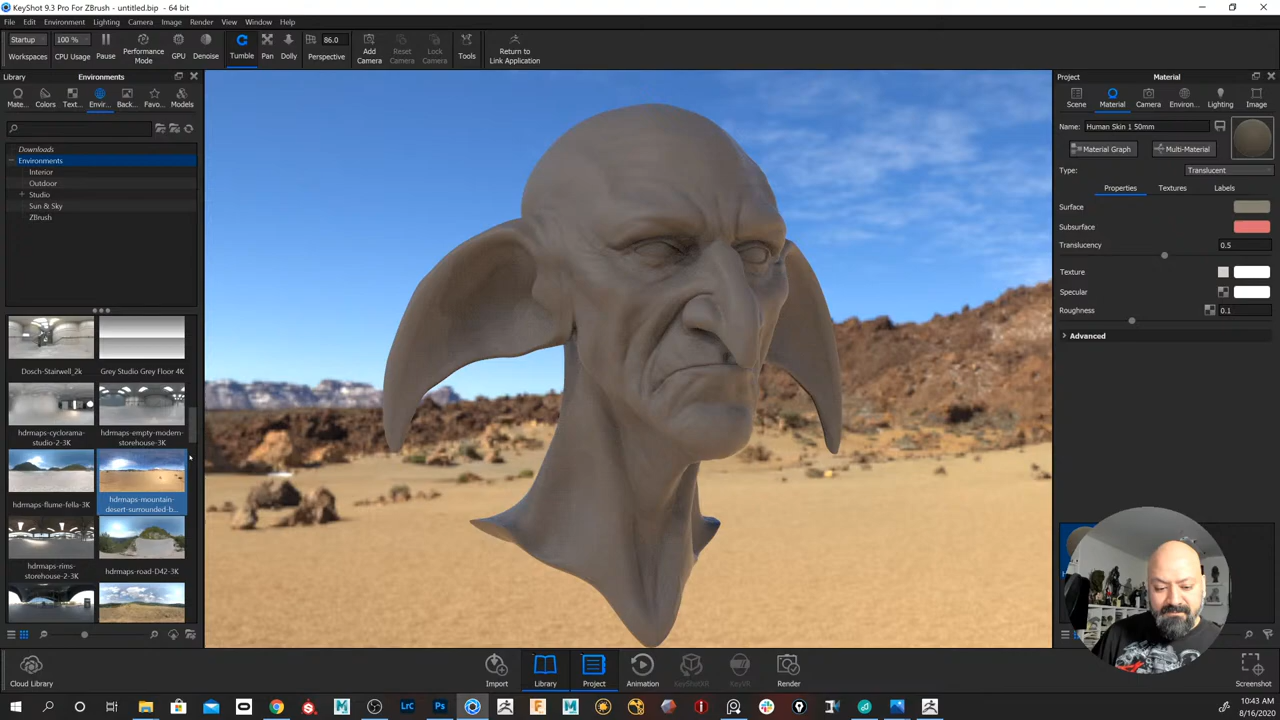 KeyShot 9.3 Pro For ZBrush - untitled.bip - 64 bit
File Edit Environment Lighting Camera Image Render View Window Help
Startup 100 % 86.0
Workspaces CPU Usage Pause Performance Mode GPU Denoise Tumble Pan Dolly Perspective Add Camera Reset Camera Lock Camera Tools Return to Link Application
Library Environments
Mate... Colors Text... Envir... Back... Favo... Models
Downloads
Environments
Interior
Outdoor
Studio
Sun & Sky
ZBrush
Dosch-Stairwell_2k Grey Studio Grey Floor 4K
hdrmaps-cyclorama-studio-2-3K hdrmaps-empty-modern-storehouse-3K
hdrmaps-flume-fella-3K hdrmaps-mountain-desert-surrounded-b...
hdrmaps-rims-storehouse-2-3K hdrmaps-road-D42-3K
Project Material
Scene Material Camera Environ... Lighting Image
Name: Human Skin 1 50mm
Material Graph Multi-Material
Type: Translucent
Properties Textures Labels
Surface
Subsurface
Translucency 0.5
Texture
Specular
Roughness 0.1
Advanced
Cloud Library Import Library Project Animation KeyShotXR KeyVR Render Screenshot
LrC Ps
10:43 AM
8/16/2020